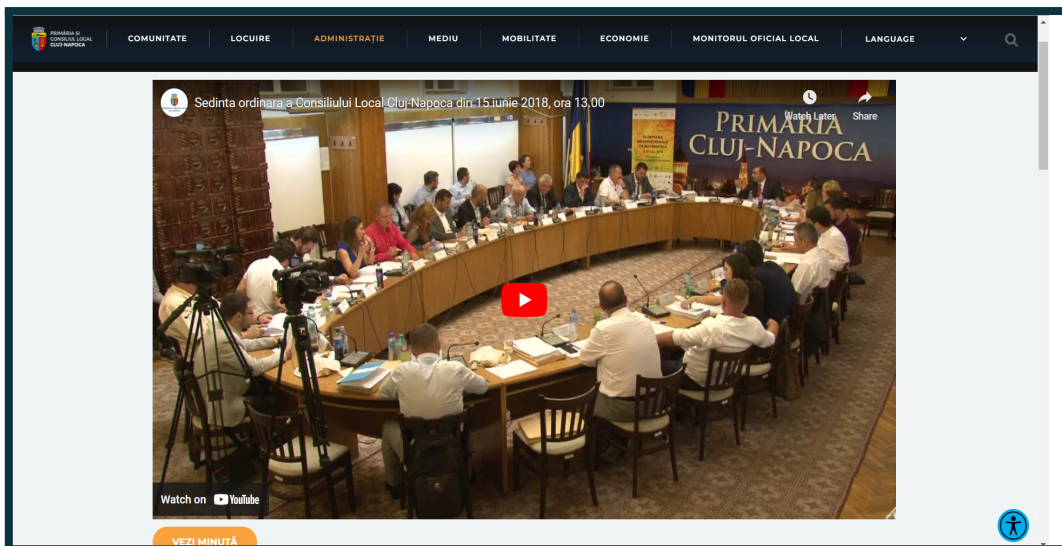 PRIMĂRIA ȘI
CONSILIUL LOCAL
CLUJ-NAPOCA
COMUNITATE
LOCUIRE
ADMINISTRAȚIE
MEDIU
MOBILITATE
ECONOMIE
MONITORUL OFICIAL LOCAL
LANGUAGE
Sedinta ordinara a Consiliului Local Cluj-Napoca din 15 iunie 2018, ora 13.00
Watch Later
Share
PRIMĂRIA
CLUJ-NAPOCA
Watch on YouTube
VEZI MINUTĂ